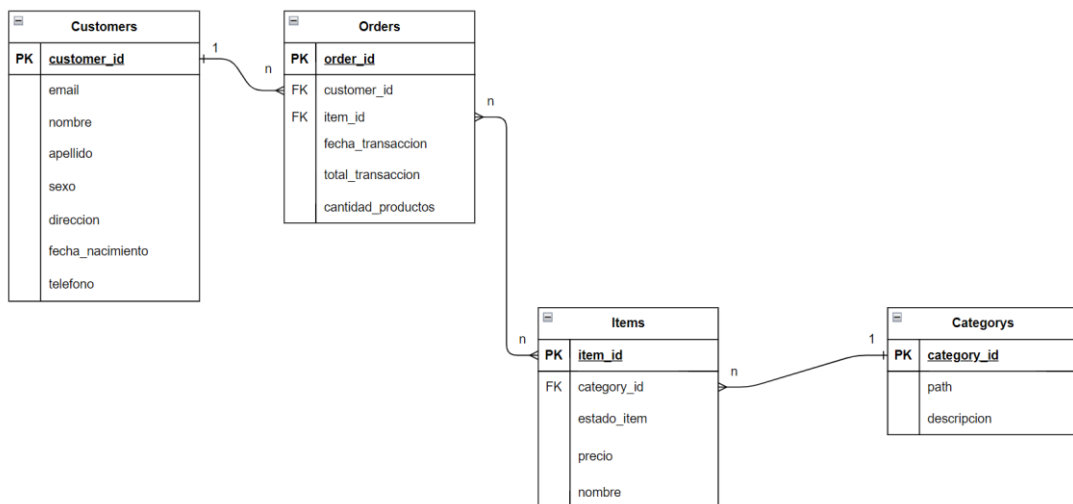 Customers
PK customer_id
email
nombre
apellido
sexo
direccion
fecha_nacimiento
telefono
1
n
Orders
PK order_id
FK customer_id
FK item_id
fecha_transaccion
total_transaccion
cantidad_productos
n
n
Items
PK item_id
FK category_id
estado_item
precio
nombre
n
1
Categorys
PK category_id
path
descripcion